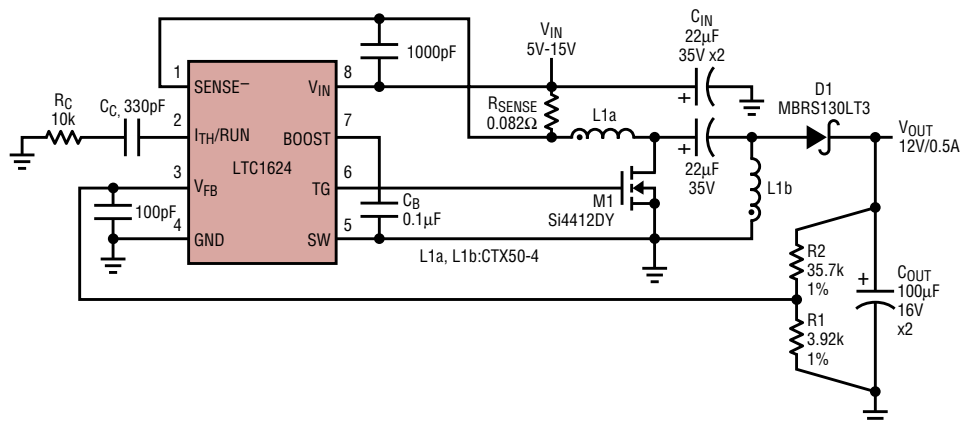 1000pF
V_IN
5V-15V
C_IN
22µF
35V x2
1
SENSE–
8
V_IN
R_C
10k
C_C, 330pF
2
I_TH/RUN
R_SENSE
0.082Ω
L1a
D1
MBRS130LT3
7
BOOST
V_OUT
12V/0.5A
LTC1624
22µF
35V
L1b
3
V_FB
6
TG
M1
Si4412DY
100pF
C_B
0.1µF
4
GND
5
SW
L1a, L1b:CTX50-4
R2
35.7k
1%
C_OUT
100µF
16V
x2
R1
3.92k
1%
+
+
+